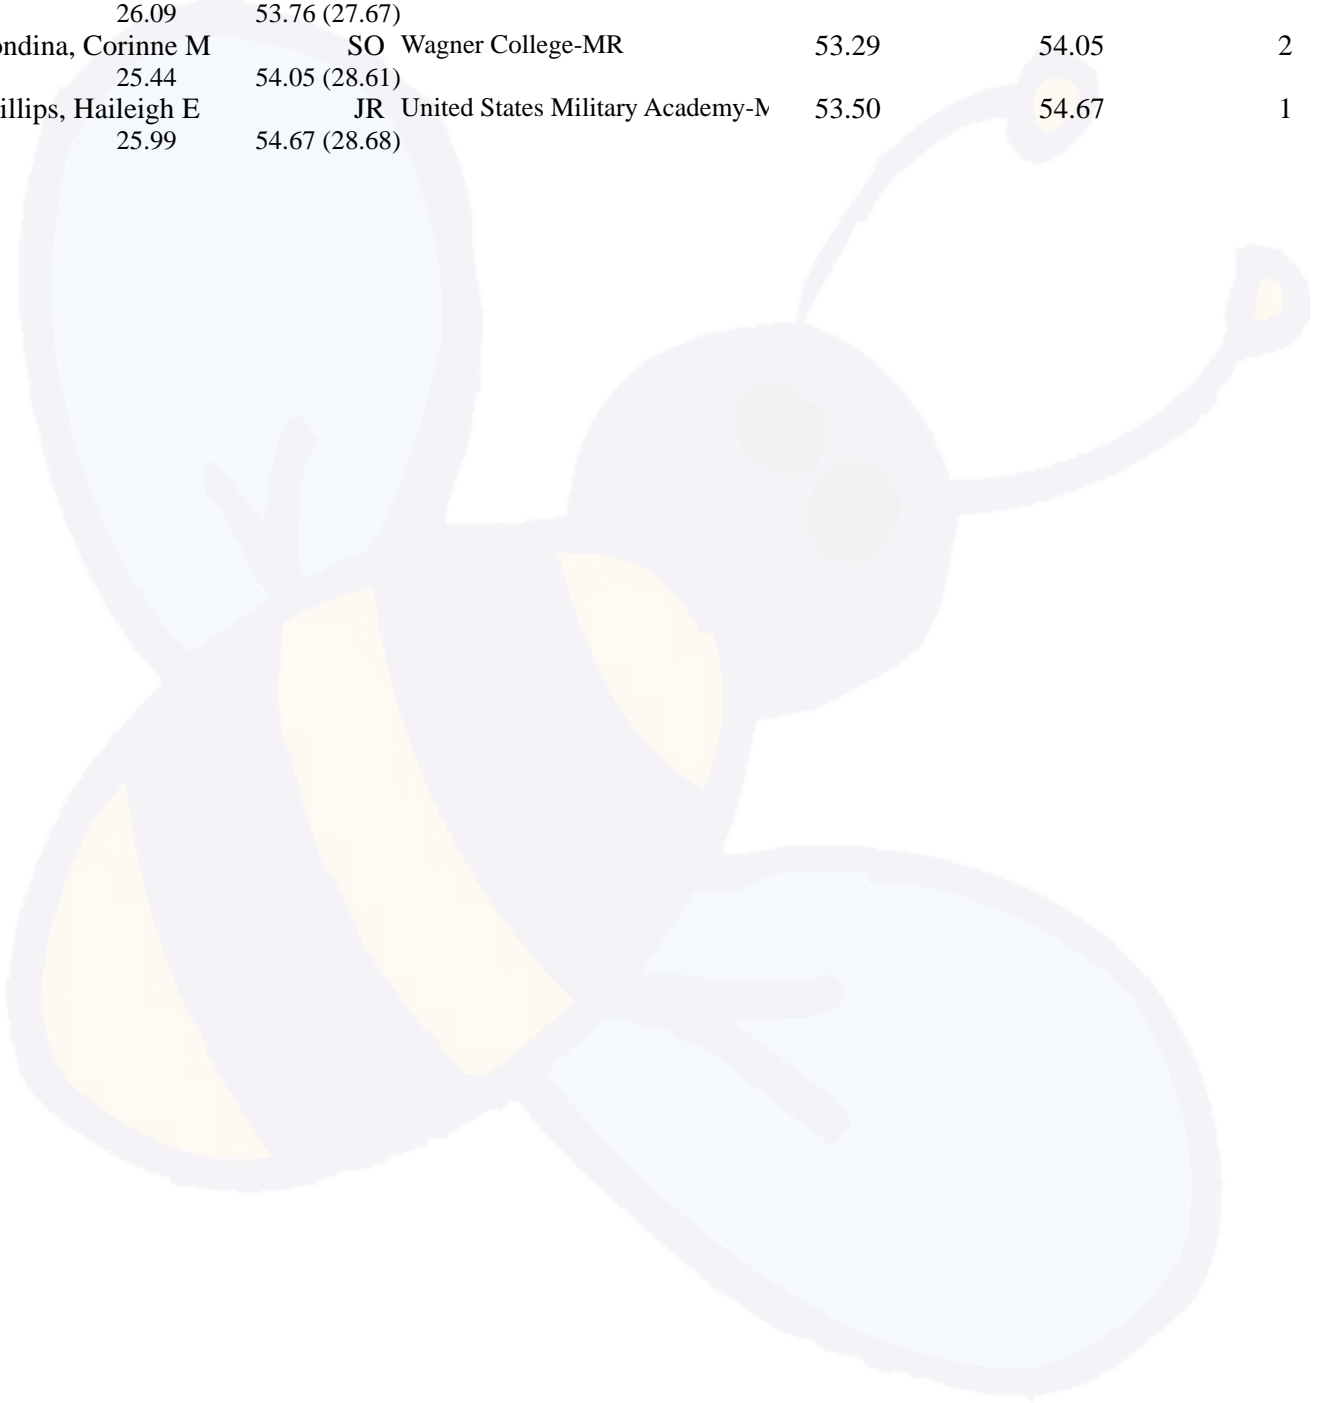 26.09 53.76 (27.67)
ondina, Corinne M SO Wagner College-MR 53.29 54.05 2
25.44 54.05 (28.61)
illips, Haileigh E JR United States Military Academy-M 53.50 54.67 1
25.99 54.67 (28.68)